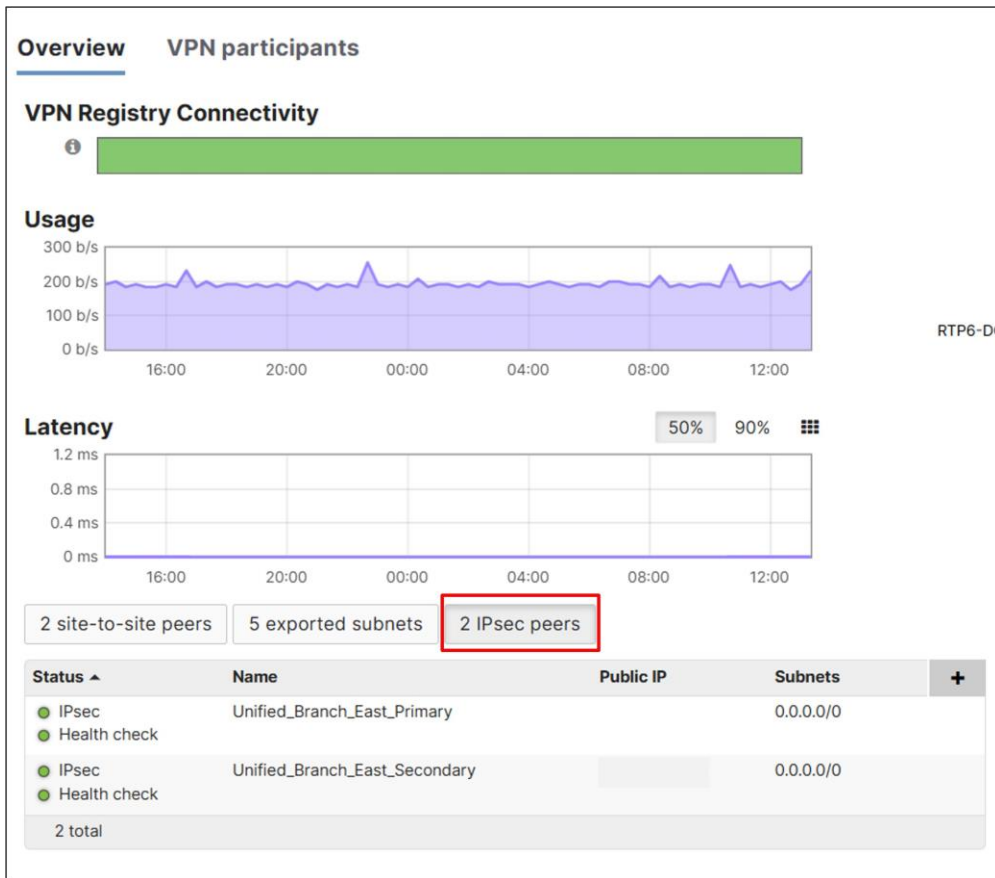 Overview VPN participants
VPN Registry Connectivity
Usage
300 b/s
200 b/s
100 b/s
0 b/s
16:00 20:00 00:00 04:00 08:00 12:00
RTP6-D
Latency 50% 90%
1.2 ms
0.8 ms
0.4 ms
0 ms
16:00 20:00 00:00 04:00 08:00 12:00
2 site-to-site peers 5 exported subnets 2 IPsec peers
Status Name Public IP Subnets +
IPsec Unified_Branch_East_Primary 0.0.0.0/0
Health check
IPsec Unified_Branch_East_Secondary 0.0.0.0/0
Health check
2 total